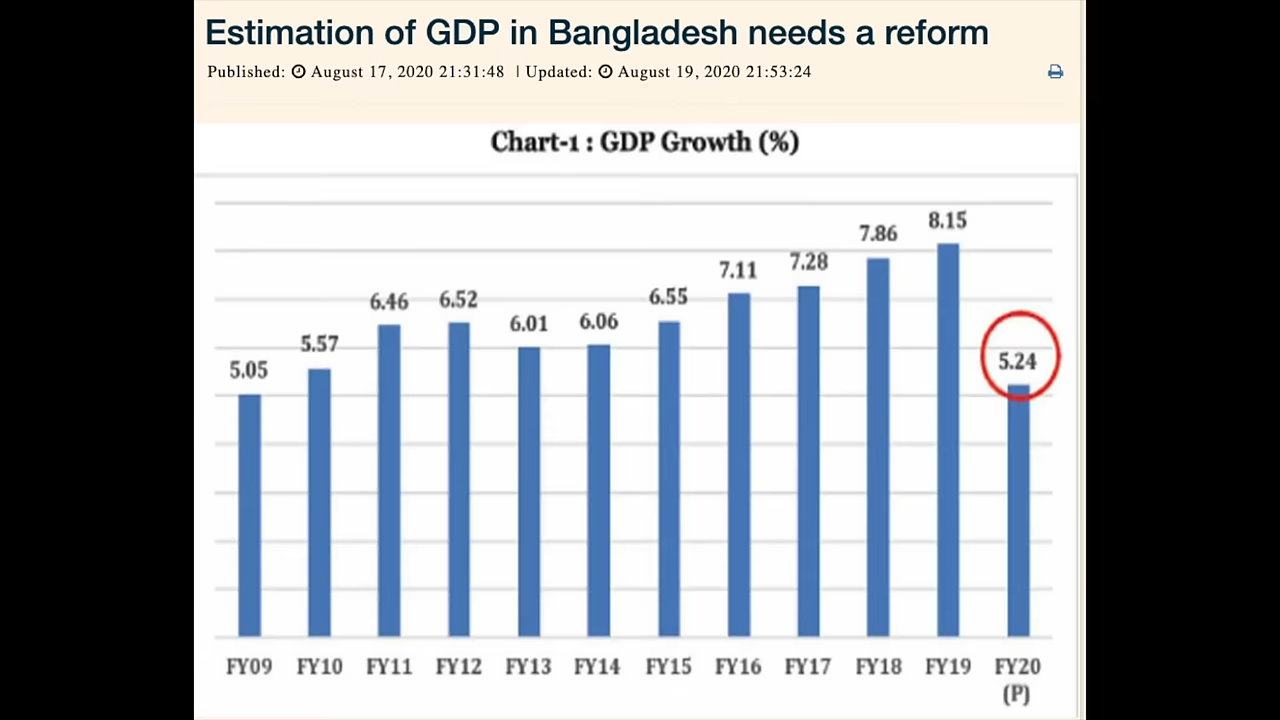 Estimation of GDP in Bangladesh needs a reform
Published: August 17, 2020 21:31:48 | Updated: August 19, 2020 21:53:24
Chart-1 : GDP Growth (%)
5.05 5.57 6.46 6.52 6.01 6.06 6.55 7.11 7.28 7.86 8.15 5.24
FY09 FY10 FY11 FY12 FY13 FY14 FY15 FY16 FY17 FY18 FY19 FY20
(P)